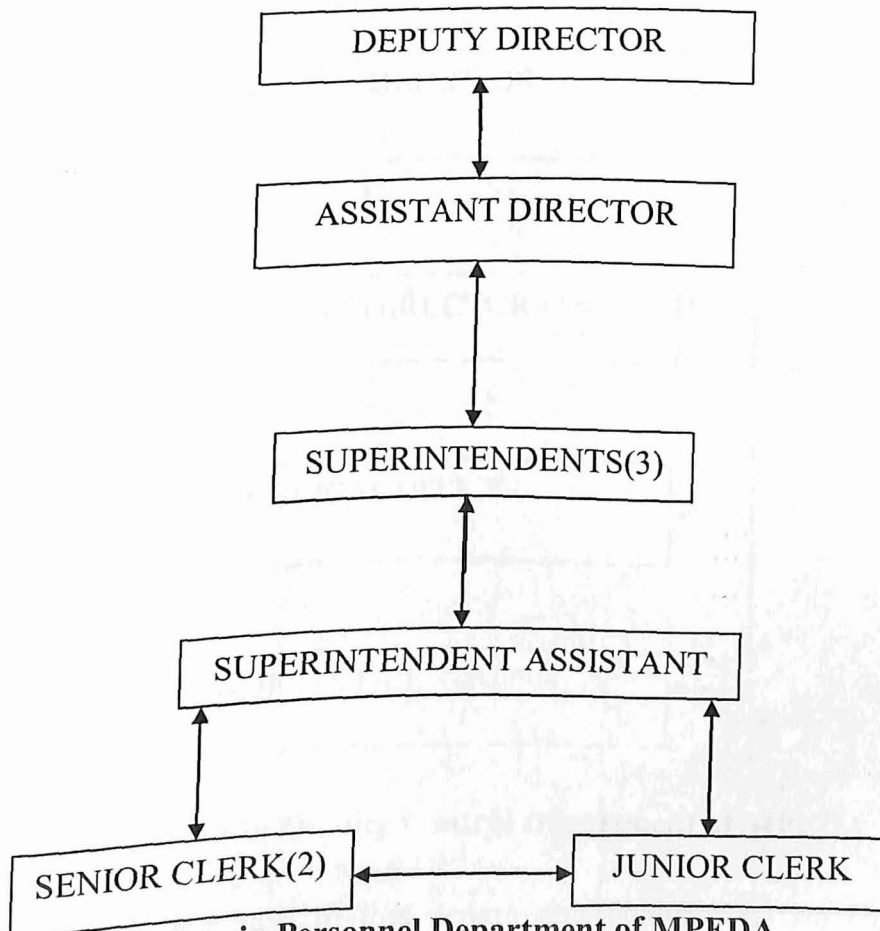 DEPUTY DIRECTOR
ASSISTANT DIRECTOR
SUPERINTENDENTS(3)
SUPERINTENDENT ASSISTANT
SENIOR CLERK(2)
JUNIOR CLERK
Personnel Department of MPEDA